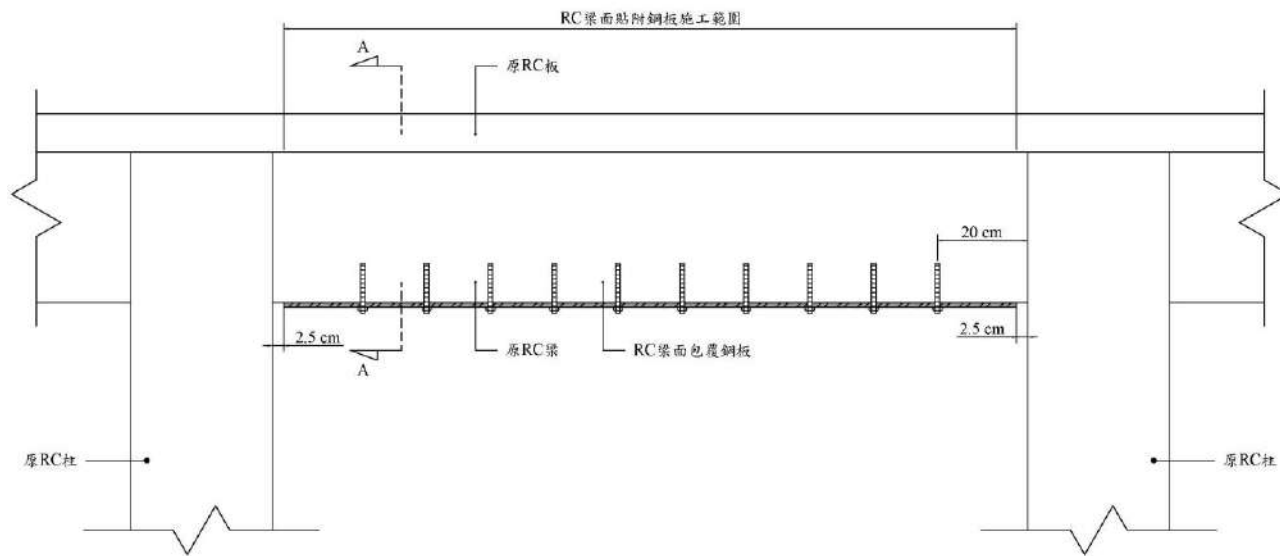 RC梁面貼附鋼板施工範圍
A
原RC板
20 cm
2.5 cm
2.5 cm
A
原RC梁
RC梁面包覆鋼板
原RC柱
原RC柱